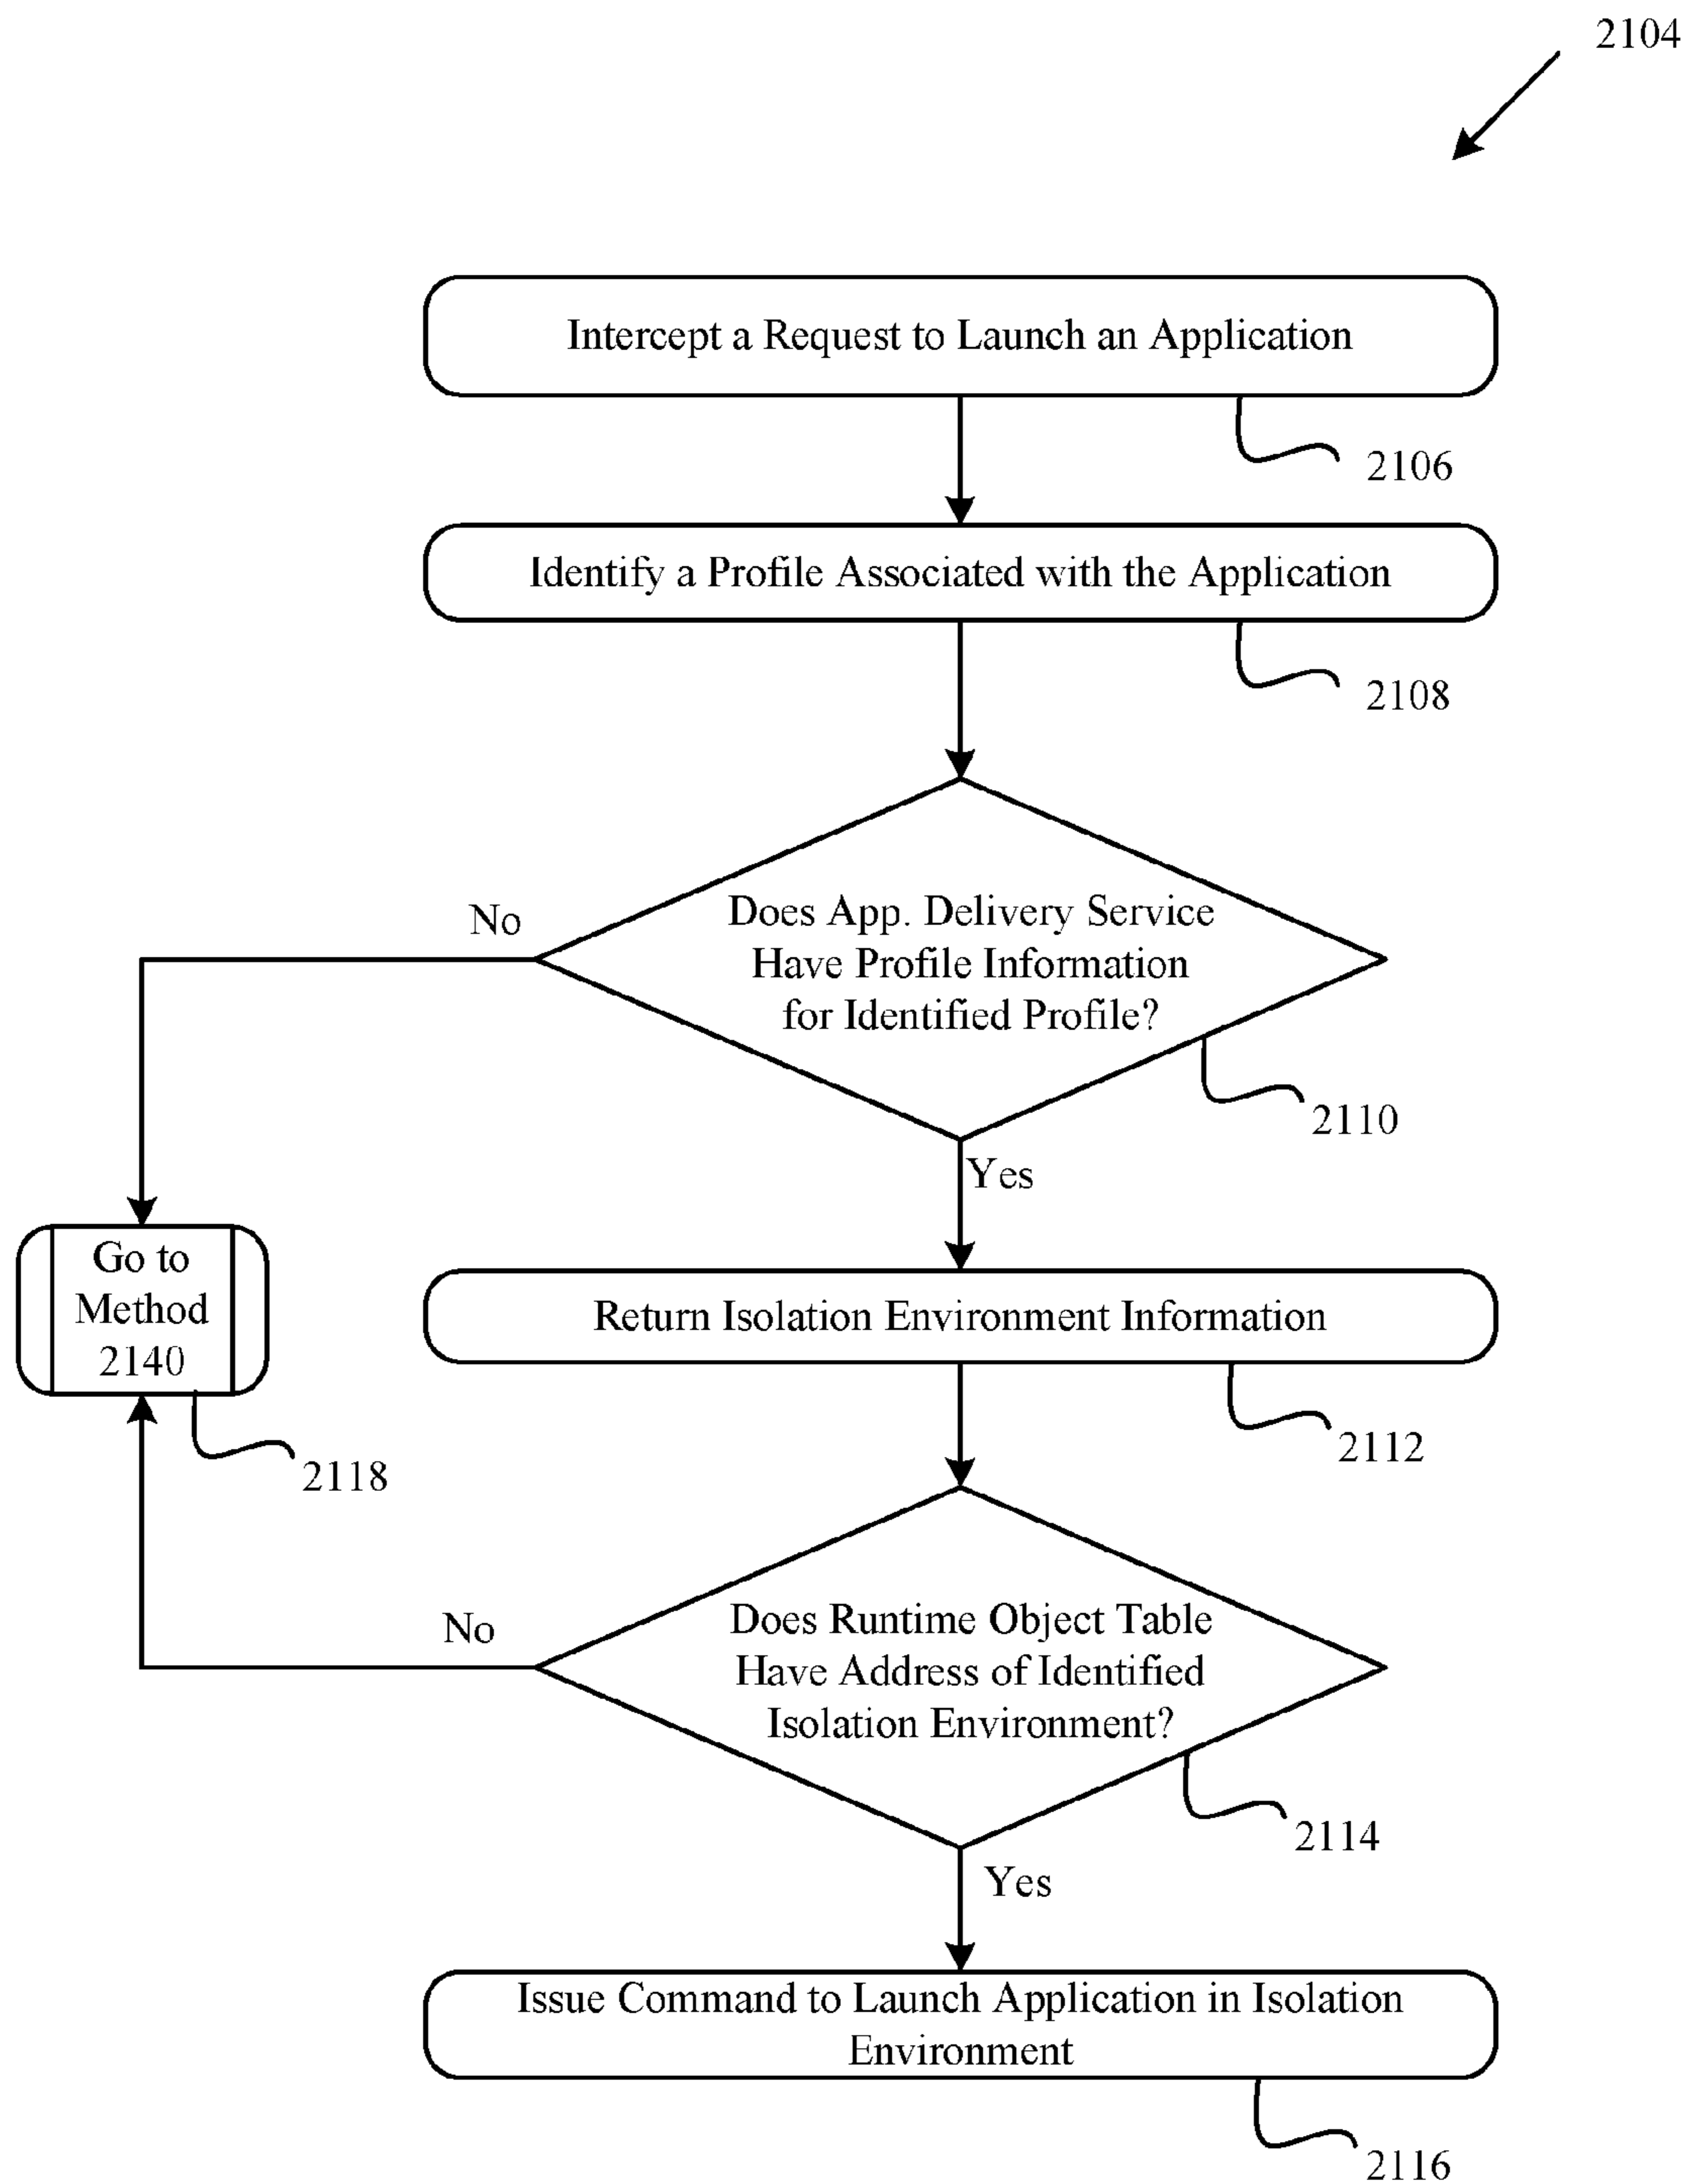 2104
Intercept a Request to Launch an Application
2106
Identify a Profile Associated with the Application
2108
Does App. Delivery Service
Have Profile Information
for Identified Profile?
No
2110
Yes
Go to
Method
2140
2118
Return Isolation Environment Information
2112
Does Runtime Object Table
Have Address of Identified
Isolation Environment?
No
2114
Yes
Issue Command to Launch Application in Isolation
Environment
2116